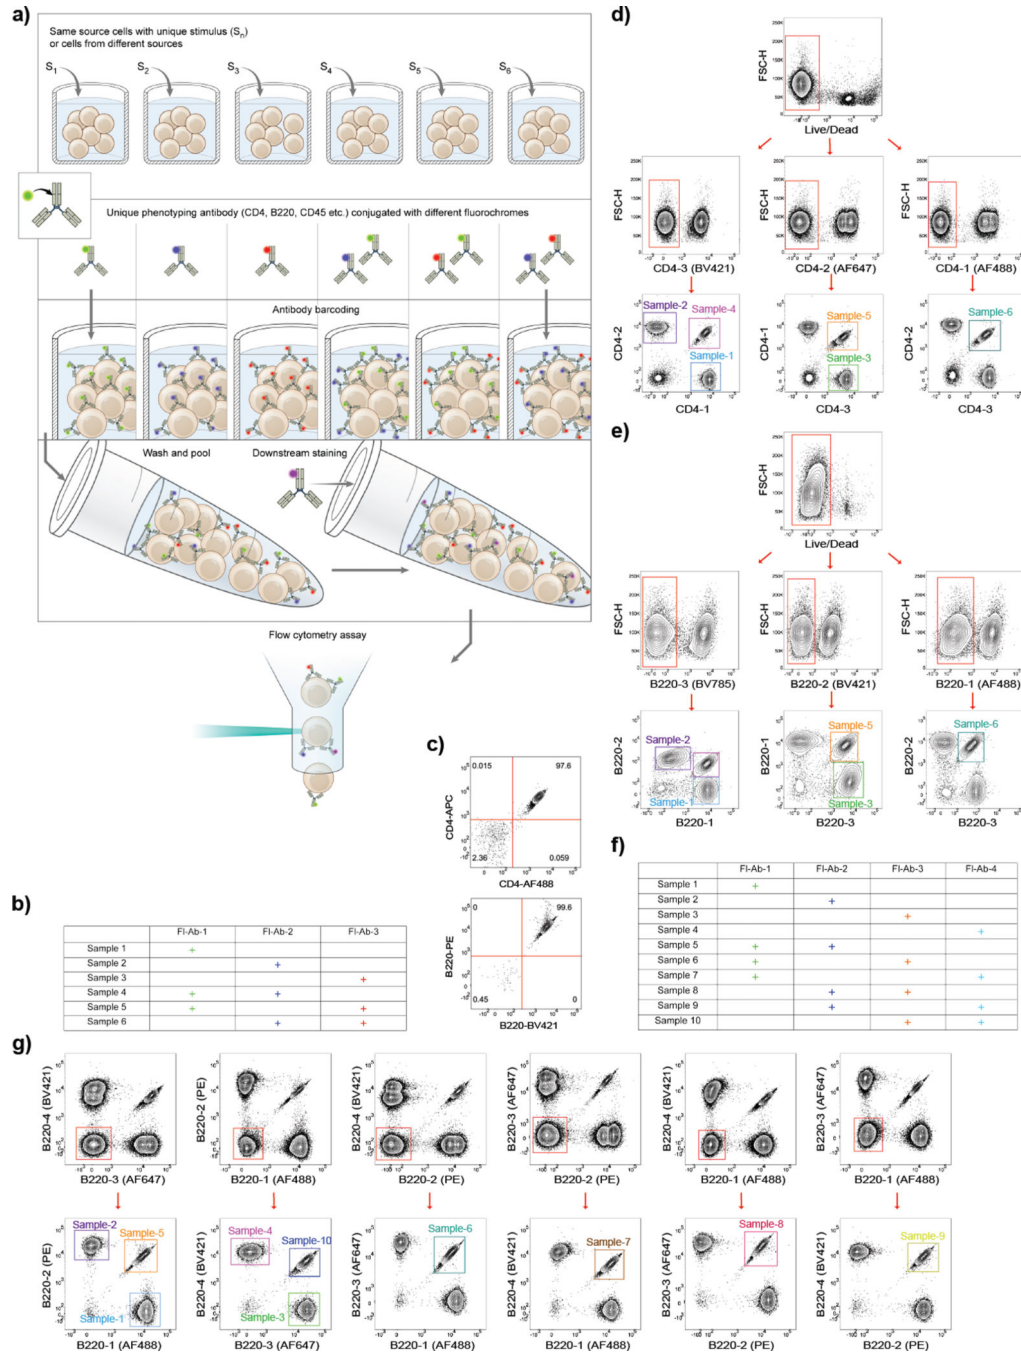 a)
Same source cells with unique stimulus (Sn)
or cells from different sources
S1 S2 S3 S4 S5 S6
Unique phenotyping antibody (CD4, B220, CD45 etc.) conjugated with different fluorochromes
Antibody barcoding
Wash and pool
Downstream staining
Flow cytometry assay
b)
Fl-Ab-1 Fl-Ab-2 Fl-Ab-3
Sample 1 +
Sample 2 +
Sample 3 +
Sample 4 + +
Sample 5 + +
Sample 6 + +
c)
0.015 97.6
CD4-APC
2.36 0.059
CD4-AF488
0 99.6
B220-PE
0.45 0
B220-BV421
d)
FSC-H
Live/Dead
FSC-H FSC-H FSC-H
CD4-3 (BV421) CD4-2 (AF647) CD4-1 (AF488)
Sample-2 Sample-4 Sample-5 Sample-6
CD4-2 CD4-1 CD4-2
Sample-1 Sample-3
CD4-1 CD4-3 CD4-3
e)
FSC-H
Live/Dead
FSC-H FSC-H FSC-H
B220-3 (BV785) B220-2 (BV421) B220-1 (AF488)
Sample-2 Sample-5 Sample-6
B220-2 B220-1 B220-2
Sample-1 Sample-3
B220-1 B220-3 B220-3
f)
Fl-Ab-1 Fl-Ab-2 Fl-Ab-3 Fl-Ab-4
Sample 1 +
Sample 2 +
Sample 3 +
Sample 4 +
Sample 5 + +
Sample 6 + +
Sample 7 + +
Sample 8 + +
Sample 9 + +
Sample 10 + +
g)
B220-4 (BV421) B220-2 (PE) B220-4 (BV421) B220-3 (AF647) B220-4 (BV421) B220-3 (AF647)
B220-3 (AF647) B220-1 (AF488) B220-2 (PE) B220-2 (PE) B220-1 (AF488) B220-1 (AF488)
Sample-2 Sample-5 Sample-4 Sample-10 Sample-6 Sample-7 Sample-8 Sample-9
B220-2 (PE) B220-4 (BV421) B220-3 (AF647) B220-4 (BV421) B220-3 (AF647) B220-4 (BV421)
Sample-1 Sample-3
B220-1 (AF488) B220-3 (AF647) B220-1 (AF488) B220-1 (AF488) B220-2 (PE) B220-2 (PE)